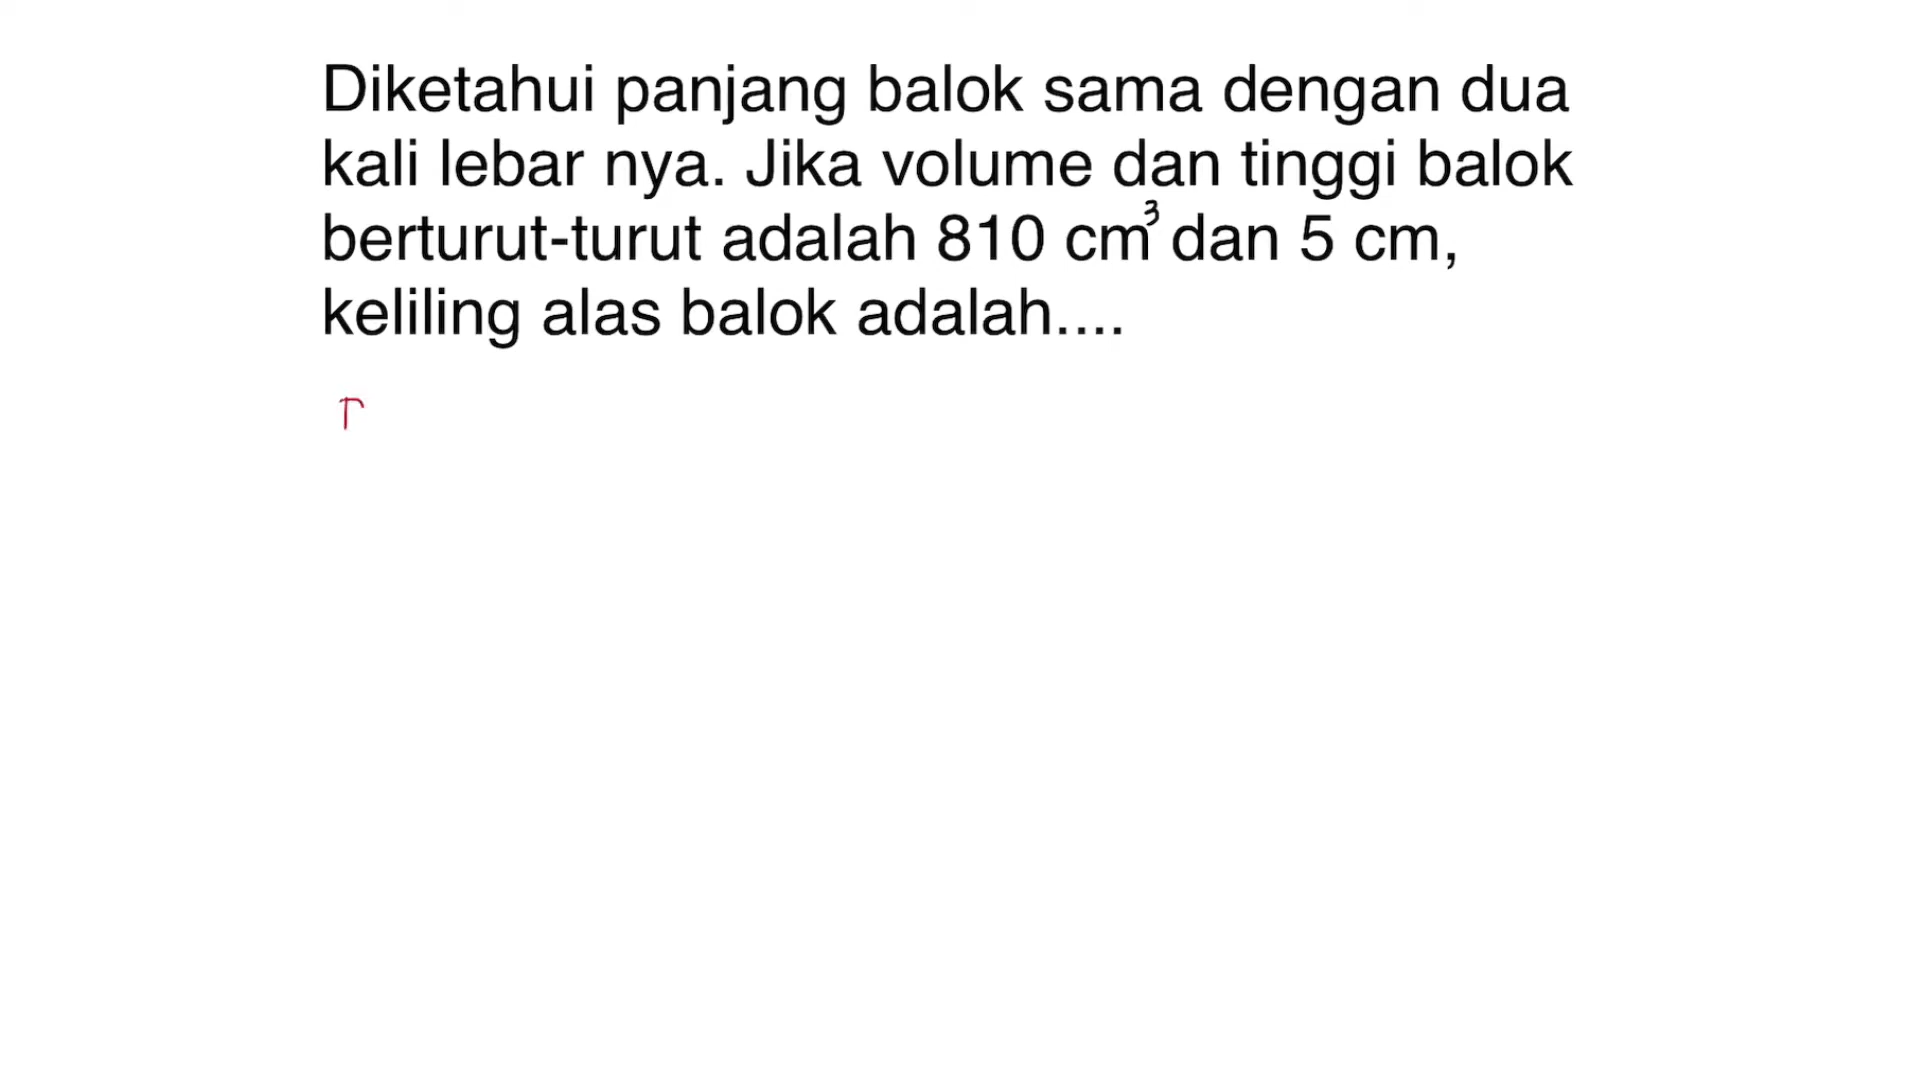 Diketahui panjang balok sama dengan dua
kali lebar nya. Jika volume dan tinggi balok
berturut-turut adalah 810 cm³ dan 5 cm,
keliling alas balok adalah....